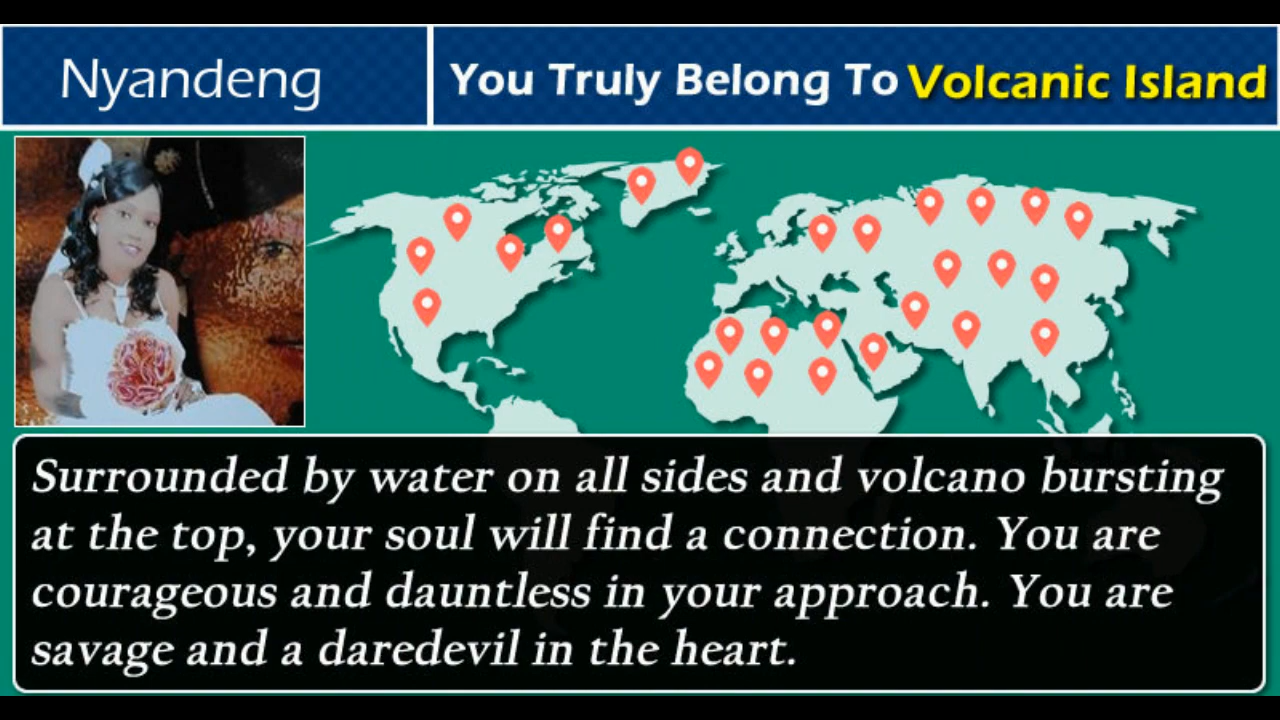 Nyandeng
You Truly Belong To Volcanic Island
Surrounded by water on all sides and volcano bursting
at the top, your soul will find a connection. You are
courageous and dauntless in your approach. You are
savage and a daredevil in the heart.